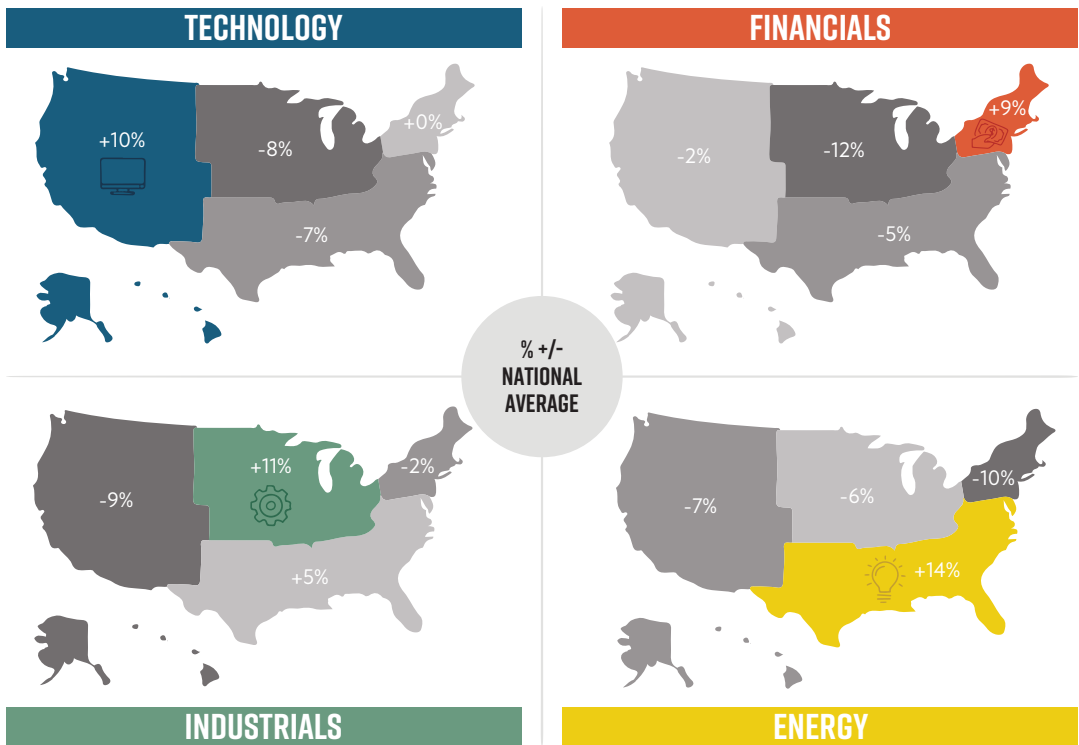 TECHNOLOGY
+10%
-8%
+0%
-7%
FINANCIALS
-2%
-12%
+9%
-5%
% +/-
NATIONAL
AVERAGE
-9%
+11%
-2%
+5%
INDUSTRIALS
-7%
-6%
-10%
+14%
ENERGY